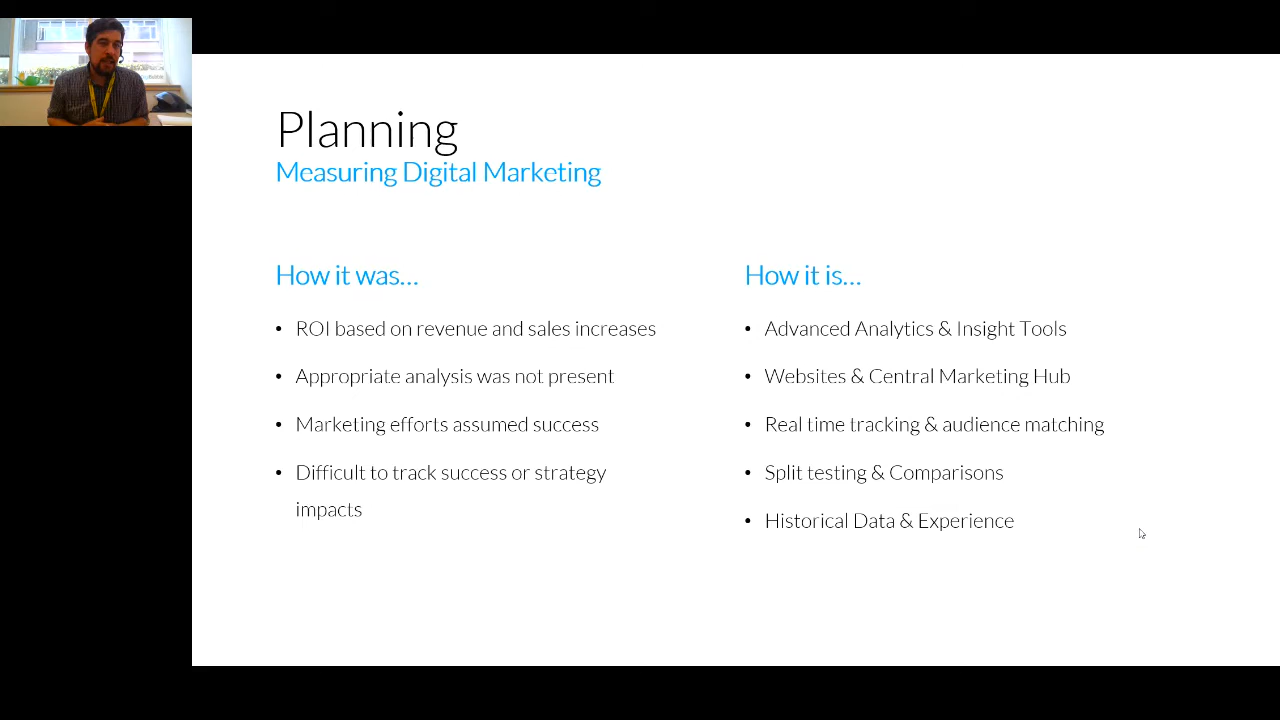 Planning
Measuring Digital Marketing
How it was...
• ROI based on revenue and sales increases
• Appropriate analysis was not present
• Marketing efforts assumed success
• Difficult to track success or strategy
impacts
How it is...
• Advanced Analytics & Insight Tools
• Websites & Central Marketing Hub
• Real time tracking & audience matching
• Split testing & Comparisons
• Historical Data & Experience